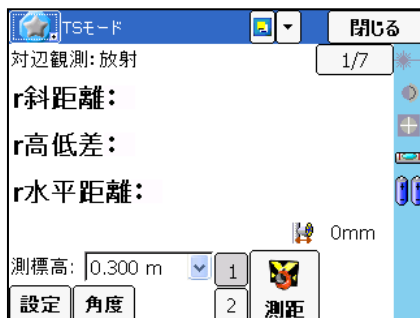 TSモード
閉じる
対辺観測: 放射
1/7
r斜距離:
r高低差:
r水平距離:
0mm
測標高: 0.300 m
1
設定 角度
2
測距